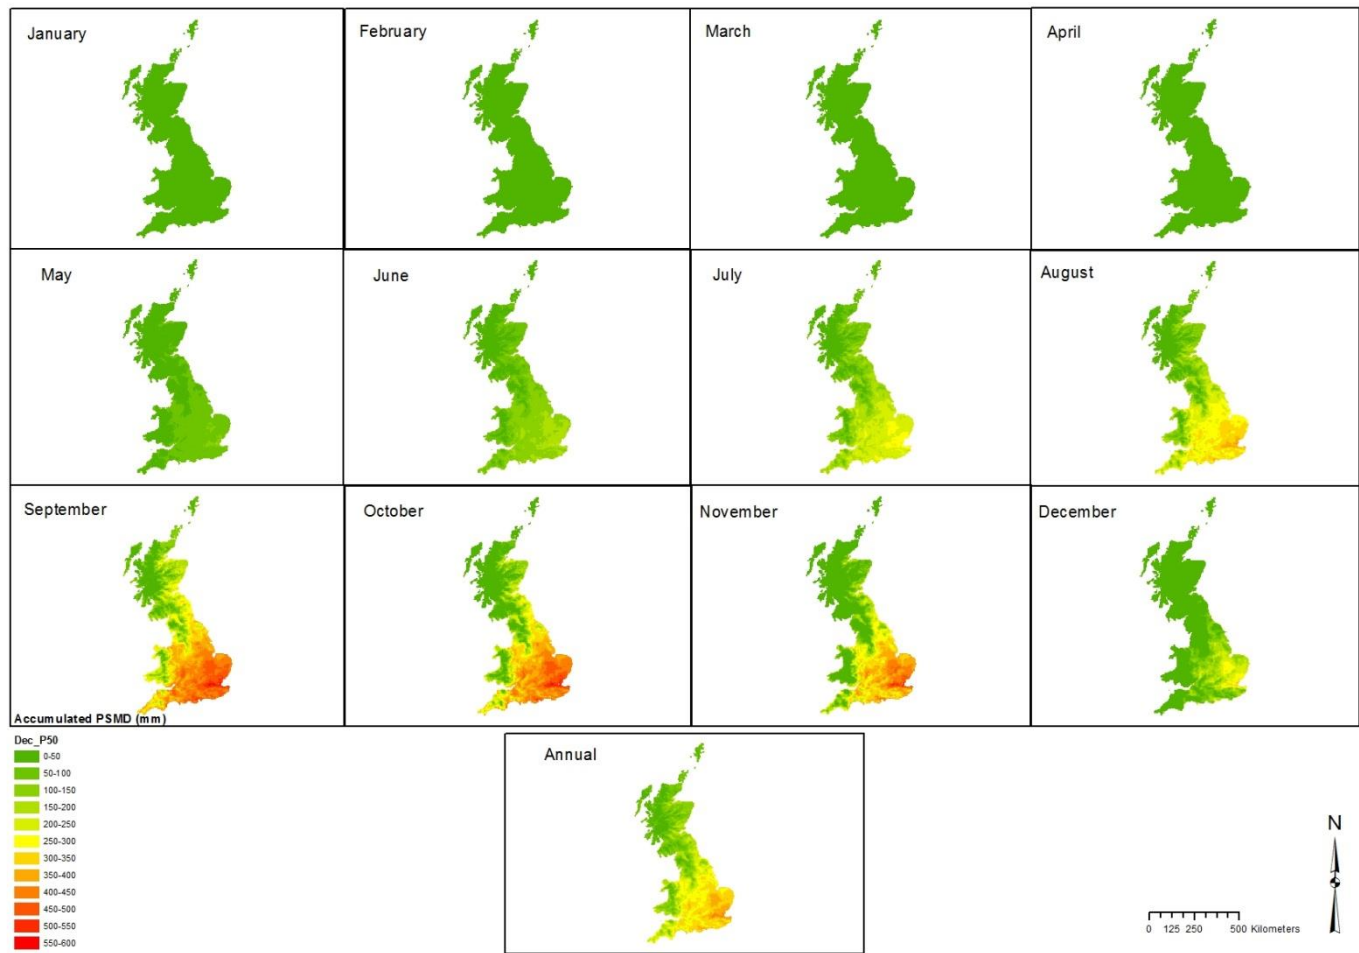 January
February
March
April
May
June
July
August
September
October
November
December
Accumulated PSMD (mm)
Dec_P50
0-50
50-100
100-150
150-200
200-250
250-300
300-350
350-400
400-450
450-500
500-550
550-600
Annual
N
0 125 250 500 Kilometers